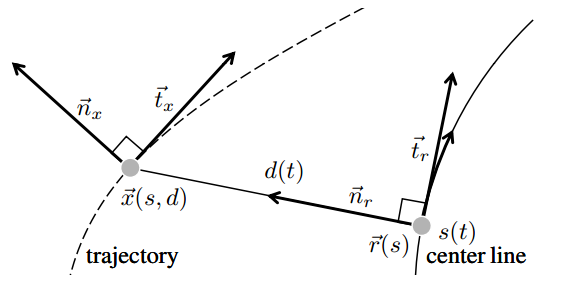 n⃗ₓ
t⃗ₓ
d(t)
t⃗ᵣ
x⃗(s, d)
n⃗ᵣ
r⃗(s)
s(t)
trajectory
center line